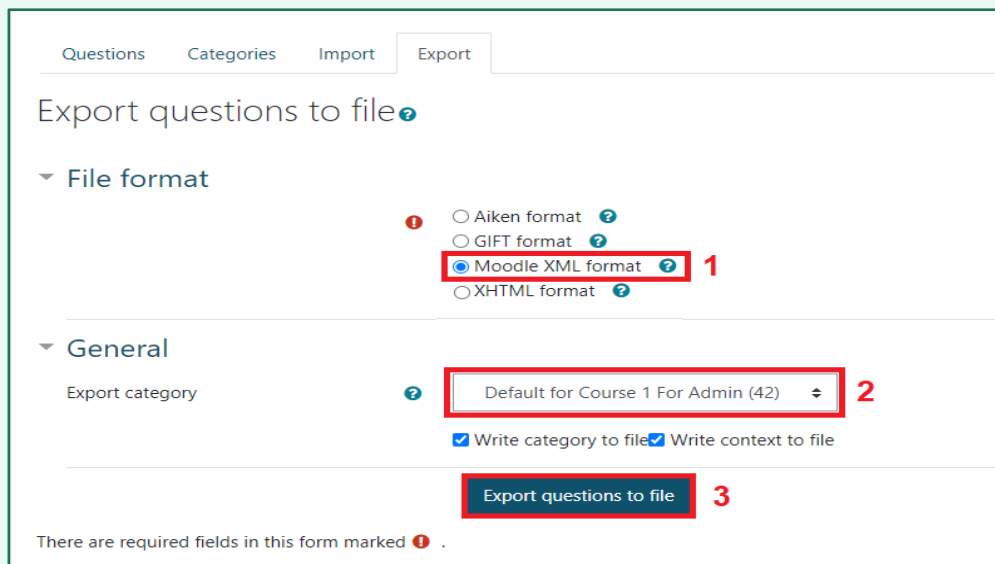 Questions Categories Import Export
Export questions to file
File format
Aiken format
GIFT format
Moodle XML format 1
XHTML format
General
Export category Default for Course 1 For Admin (42) 2
Write category to file Write context to file
Export questions to file 3
There are required fields in this form marked .